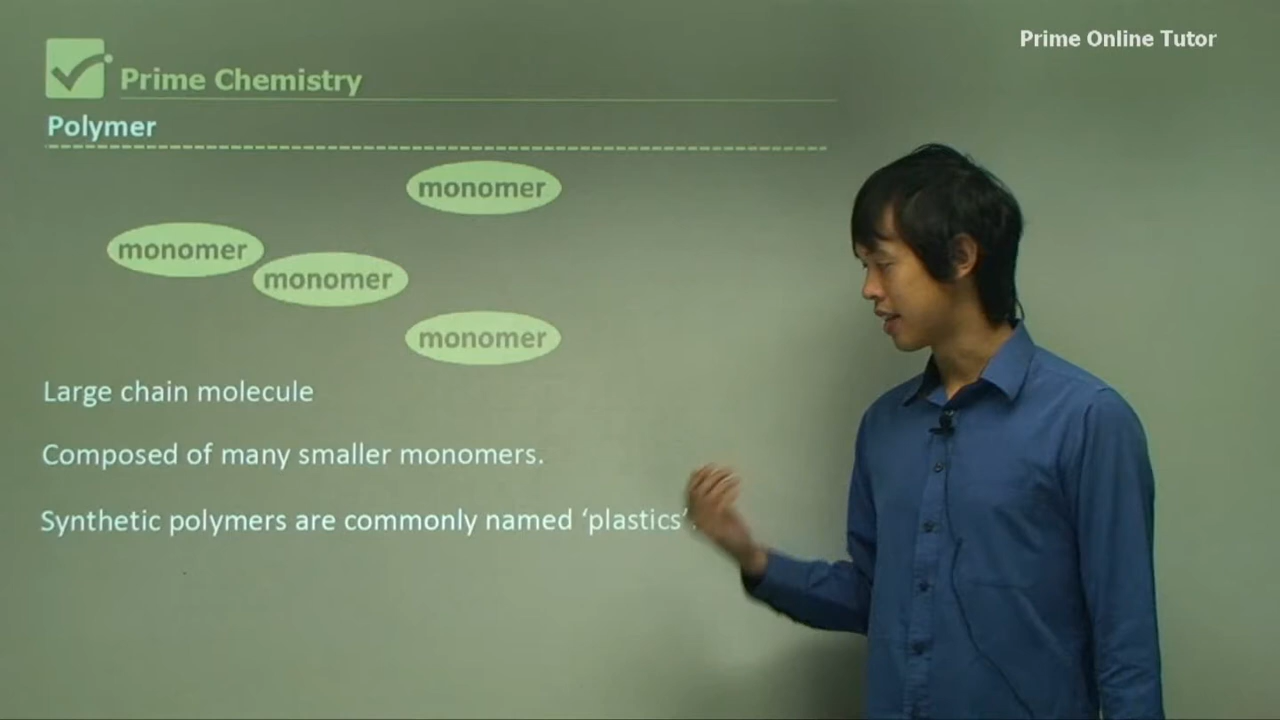 Prime Online Tutor
Prime Chemistry
Polymer
monomer
monomer
monomer
monomer
Large chain molecule
Composed of many smaller monomers.
Synthetic polymers are commonly named ‘plastics’.